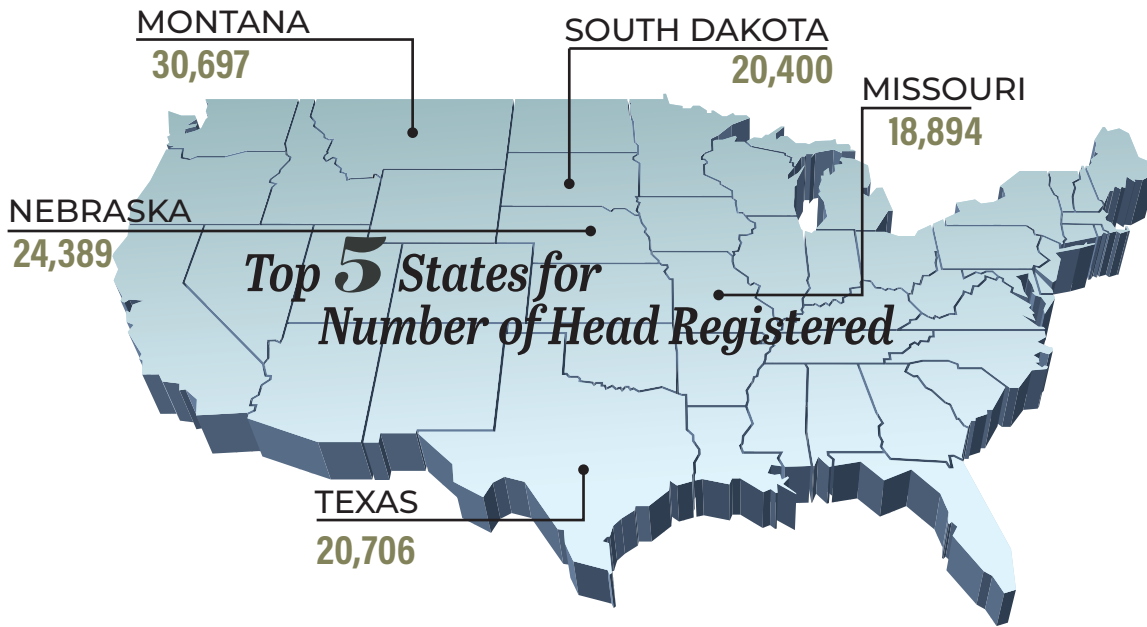 MONTANA
30,697
SOUTH DAKOTA
20,400
MISSOURI
18,894
NEBRASKA
24,389
Top 5 States for
Number of Head Registered
TEXAS
20,706